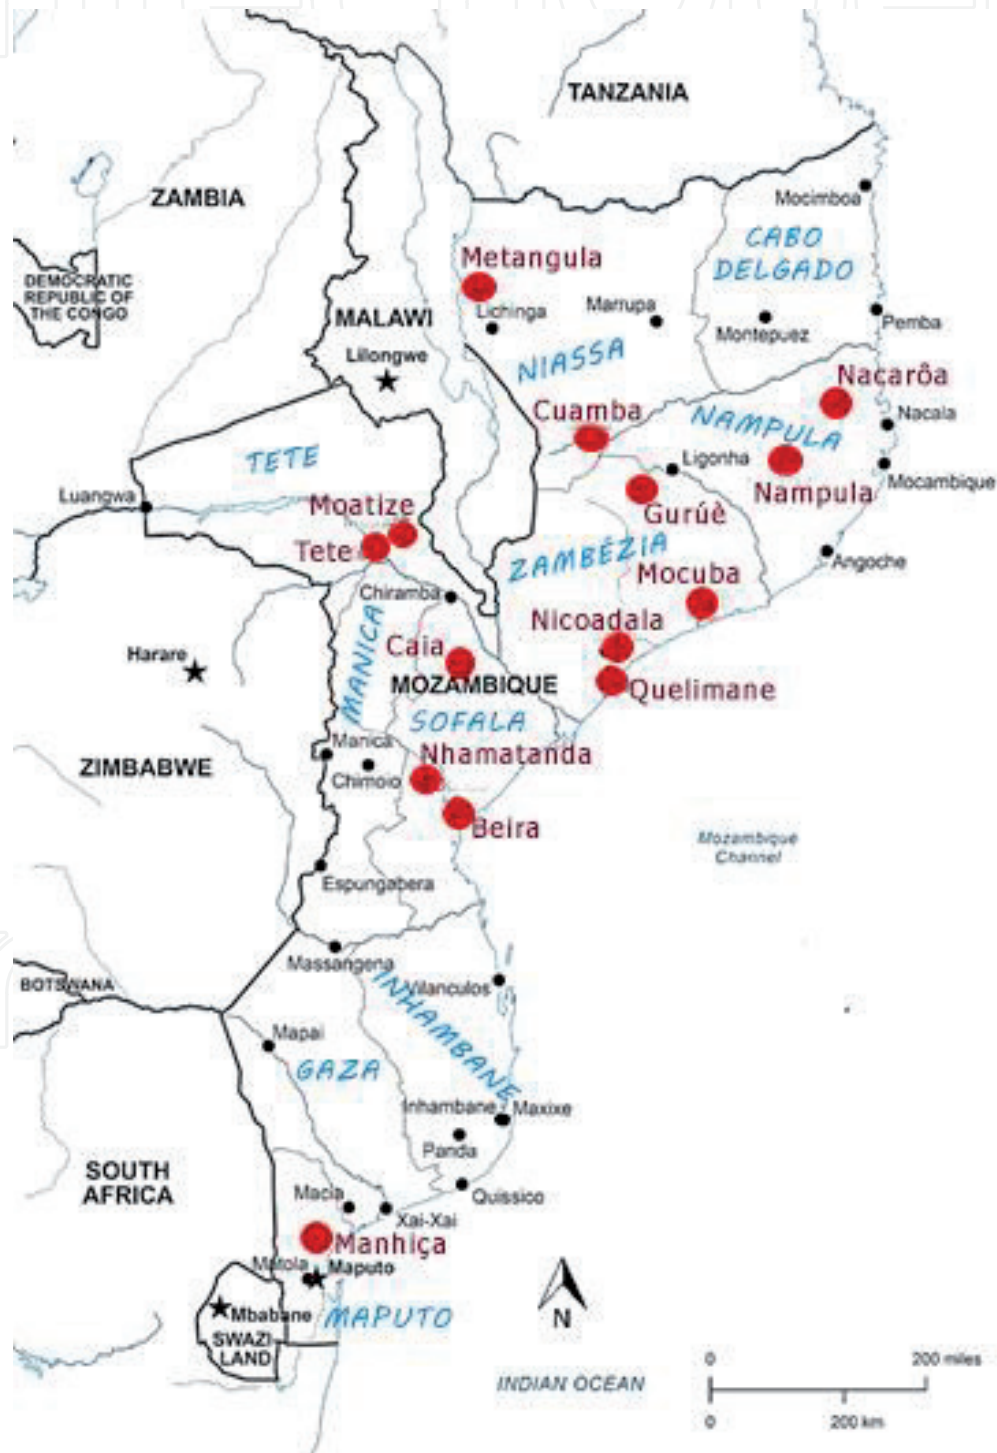 TANZANIA
ZAMBIA
Mocimboa
CABO
DELGADO
Metangula
DEMOCRATIC
REPUBLIC OF
THE CONGO
Lichinga
Marrupa
MALAWI
Montepuez
Pemba
Lilongwe
NIASSA
Nacarôa
Cuamba
NAMPULA
Nacala
TETE
Ligonha
Mocambique
Luangwa
Nampula
Moatize
Gurúè
Tete
ZAMBÉZIA
Angoche
Mocuba
Chiramba
Nicoadala
MANICA
Caia
Harare
MOZAMBIQUE
Quelimane
SOFALA
Manica
Nhamatanda
ZIMBABWE
Chimoio
Beira
Mozambique
Channel
Espungabera
Massangena
BOTSWANA
INHAMBANE
Vilanculos
Mapai
GAZA
Inhambane
Maxixe
Panda
SOUTH
AFRICA
Macia
Quissico
Xai-Xai
Manhiça
Matola
Maputo
Mbabane
MAPUTO
N
SWAZI
LAND
INDIAN OCEAN
0 200 miles
0 200 km